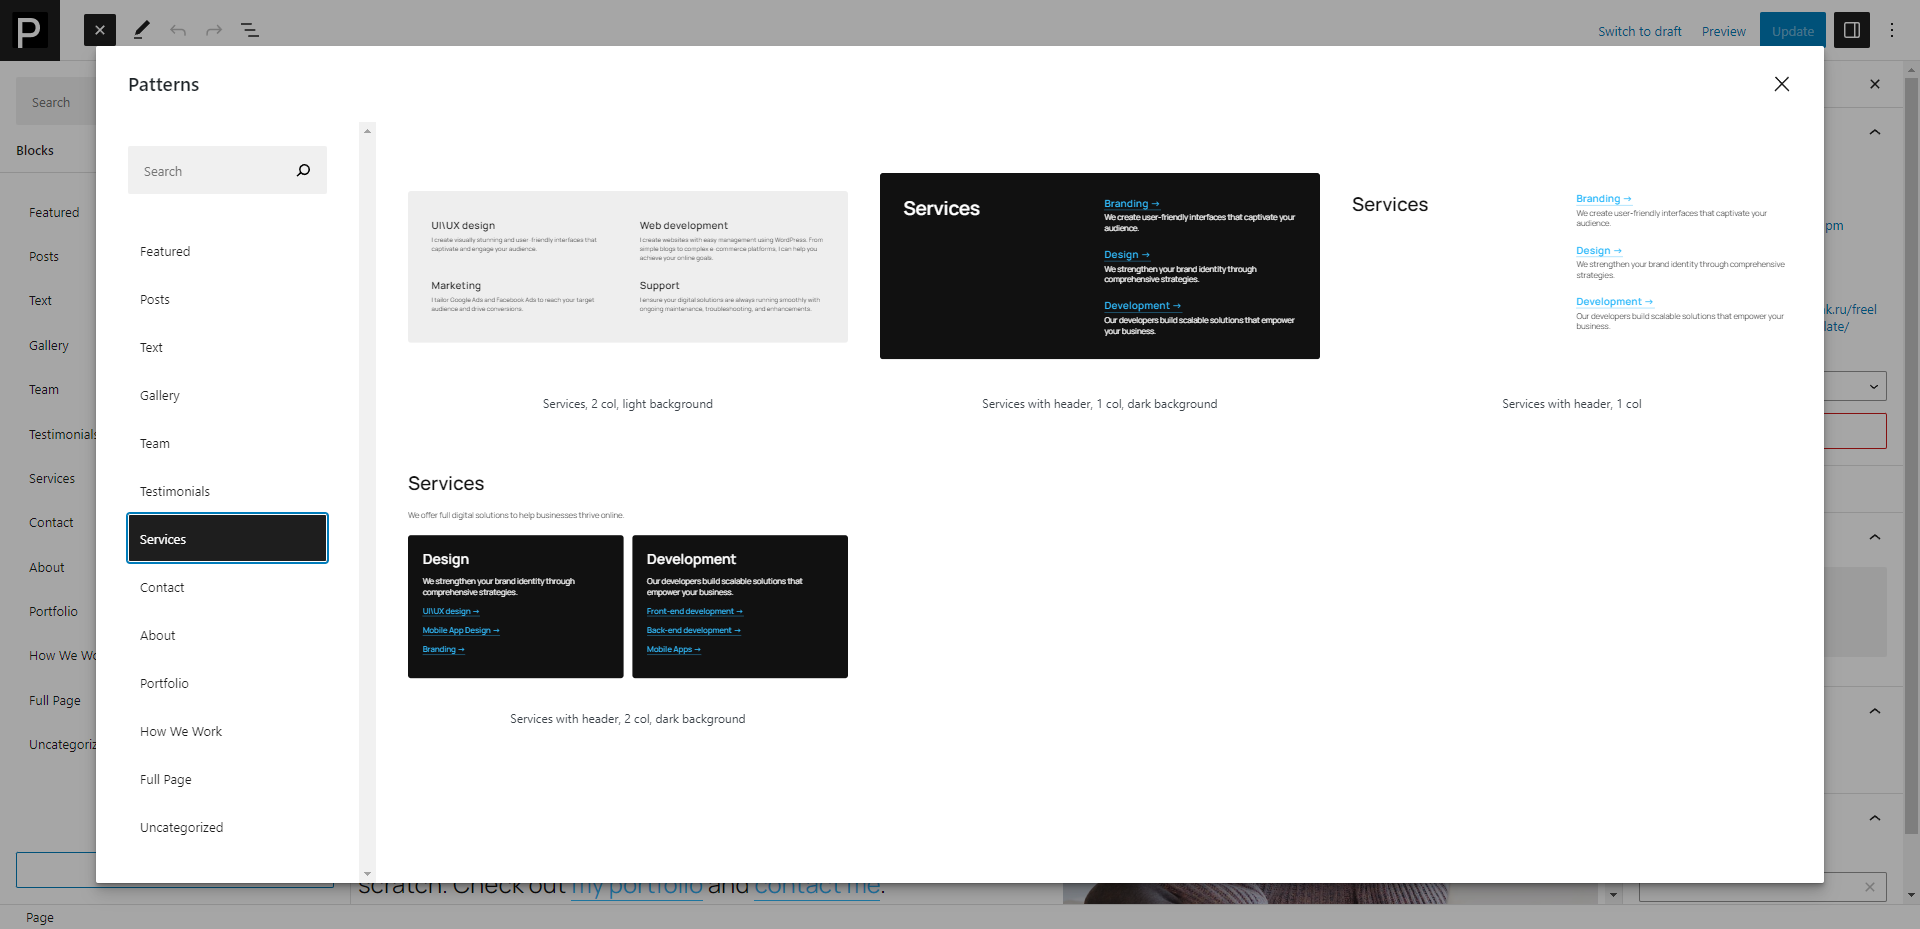 P
Switch to draft
Preview
Update
Search
Blocks
Featured
Posts
Text
Gallery
Team
Testimonials
Services
Contact
About
Portfolio
How We
Full Page
Patterns
Search
Featured
Posts
Text
Gallery
Team
Testimonials
Services
Contact
About
Portfolio
How We Work
Full Page
Uncategorized
UI\UX design
I create visually stunning and user-friendly interfaces that
captivate and engage your audience.
Web development
I create websites with easy management using WordPress. From
simple blogs to complex e-commerce platforms, I can help you
achieve your online goals.
Marketing
I tailor Google Ads and Facebook Ads to reach your target
audience and drive conversions.
Support
I ensure your digital solutions are always running smoothly with
ongoing maintenance, troubleshooting, and enhancements.
Services, 2 col, light background
Services
Branding →
We create user-friendly interfaces that captivate your
audience.
Design →
We strengthen your brand identity through
comprehensive strategies.
Development →
Our developers build scalable solutions that empower
your business.
Services with header, 1 col, dark background
Services
Branding →
We create user-friendly interfaces that captivate your
audience.
Design →
We strengthen your brand identity through comprehensive
strategies.
Development →
Our developers build scalable solutions that empower your
business.
Services with header, 1 col
Services
We offer full digital solutions to help businesses thrive online.
Design
We strengthen your brand identity through
comprehensive strategies.
UI\UX design →
Mobile App Design →
Branding →
Development
Our developers build scalable solutions that
empower your business.
Front-end development →
Back-end development →
Mobile Apps →
Services with header, 2 col, dark background
pm
k.ru/freel
late/
scratch. Check out my portfolio and contact me.
Page